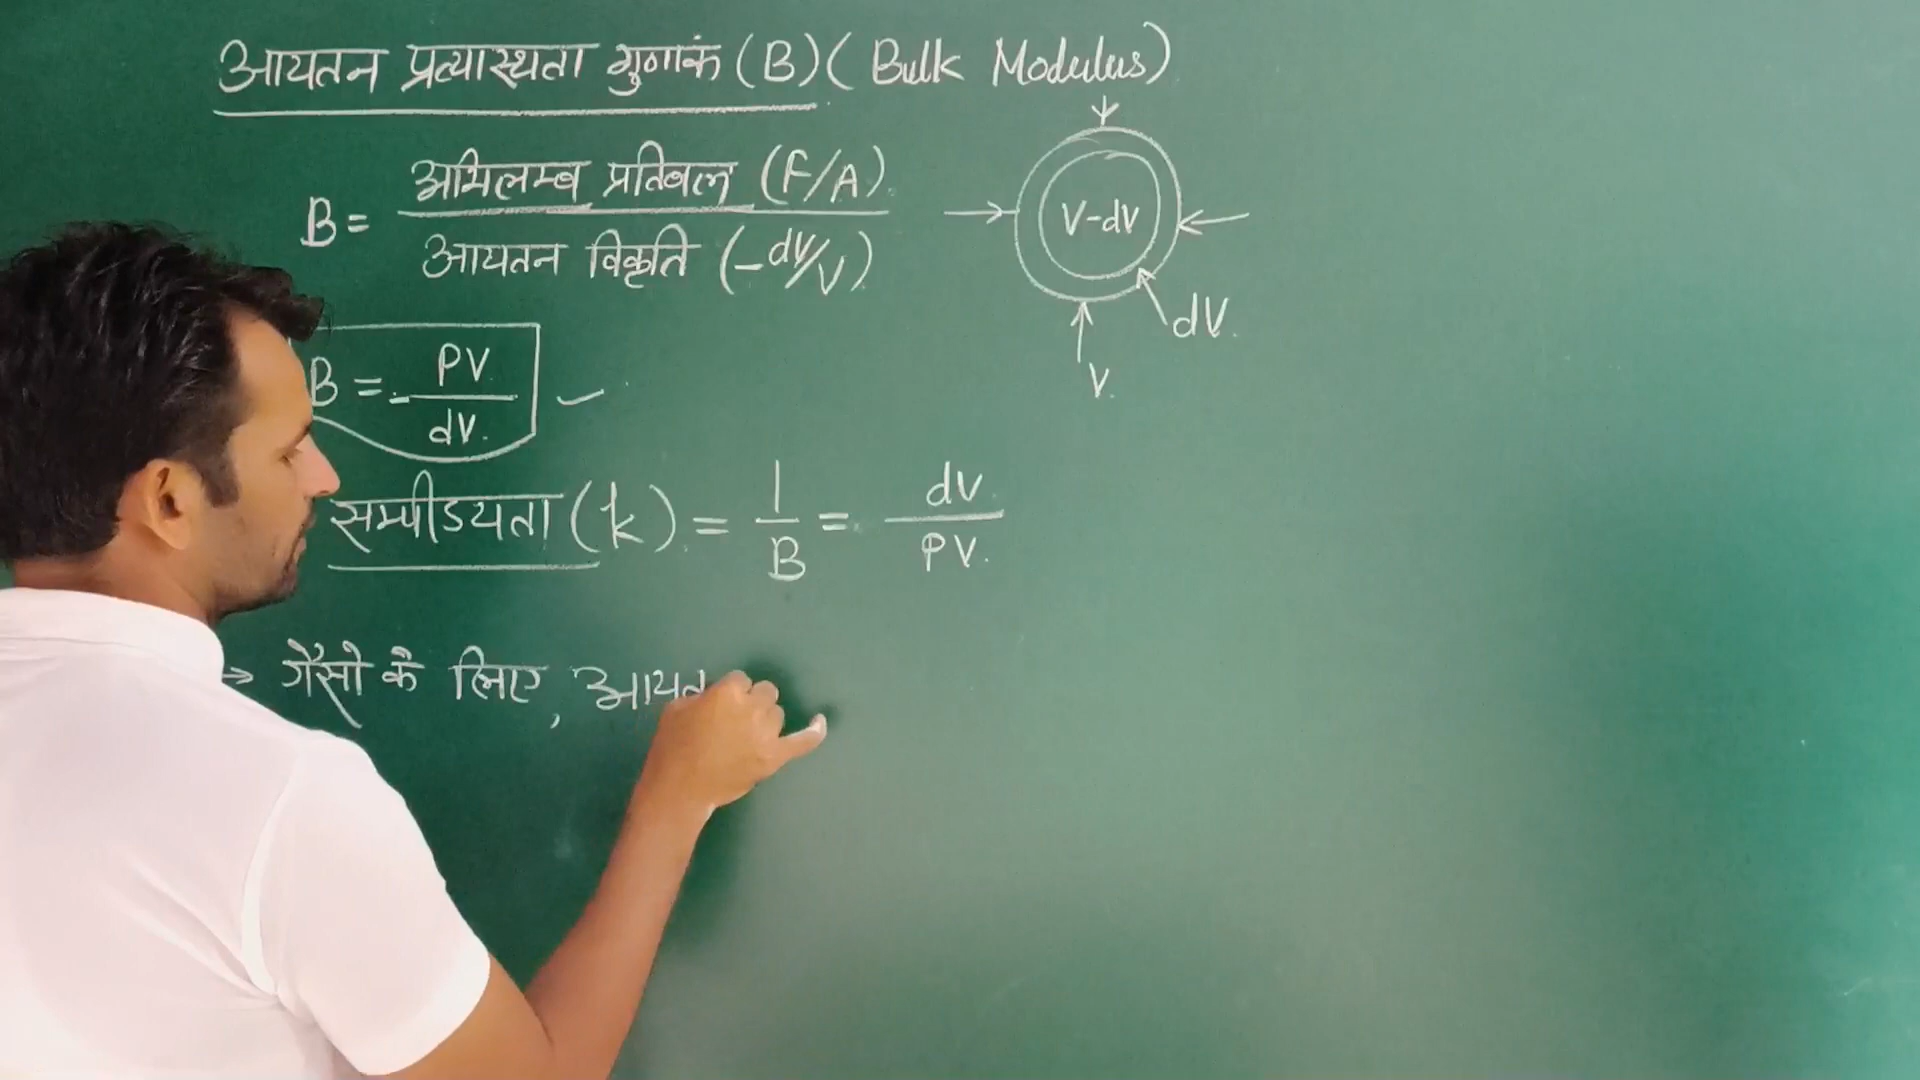 आयतन प्रत्यास्थता गुणांक (B) (Bulk Modulus)
B = अभिलम्ब प्रतिबल (F/A) / आयतन विकृति (-dV/V)
V-dV
dV.
V.
B = - PV / dV.
सम्पीडयता (k) = 1/B = dV / PV.
→ गैसो के लिए, आयत